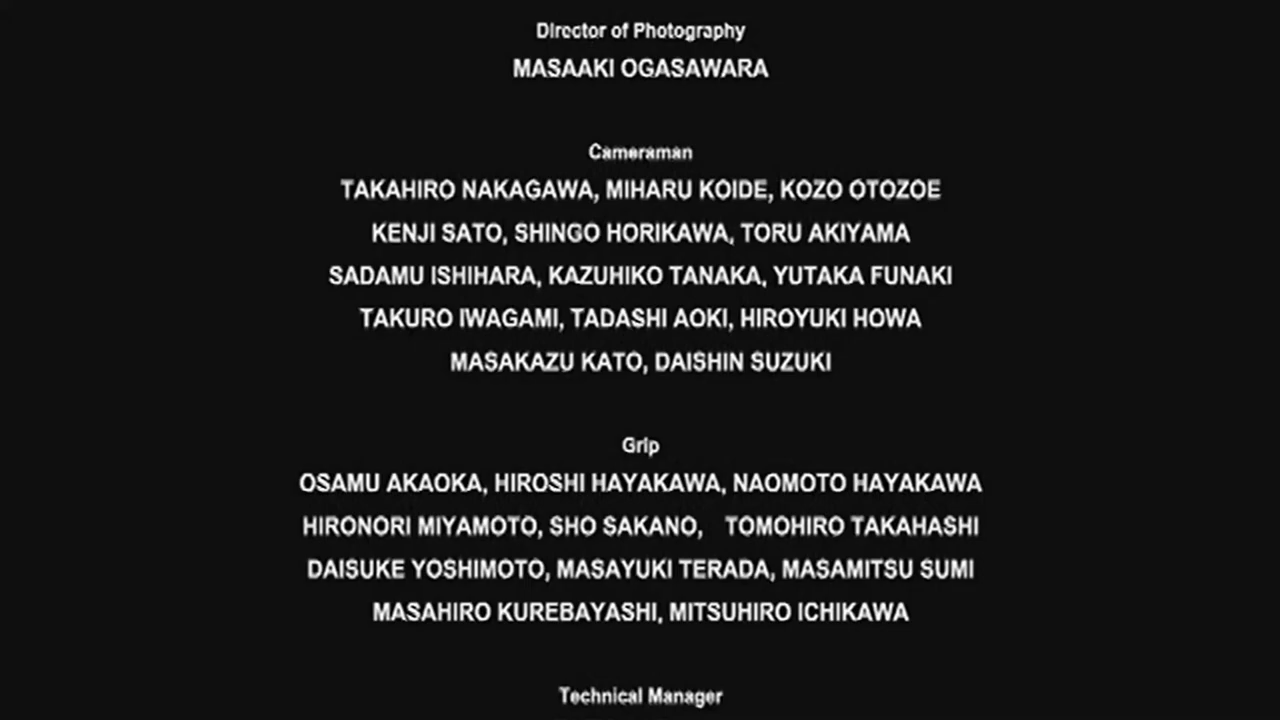 Director of Photography
MASAAKI OGASAWARA
Cameraman
TAKAHIRO NAKAGAWA, MIHARU KOIDE, KOZO OTOZOE
KENJI SATO, SHINGO HORIKAWA, TORU AKIYAMA
SADAMU ISHIHARA, KAZUHIKO TANAKA, YUTAKA FUNAKI
TAKURO IWAGAMI, TADASHI AOKI, HIROYUKI HOWA
MASAKAZU KATO, DAISHIN SUZUKI
Grip
OSAMU AKAOKA, HIROSHI HAYAKAWA, NAOMOTO HAYAKAWA
HIRONORI MIYAMOTO, SHO SAKANO, TOMOHIRO TAKAHASHI
DAISUKE YOSHIMOTO, MASAYUKI TERADA, MASAMITSU SUMI
MASAHIRO KUREBAYASHI, MITSUHIRO ICHIKAWA
Technical Manager